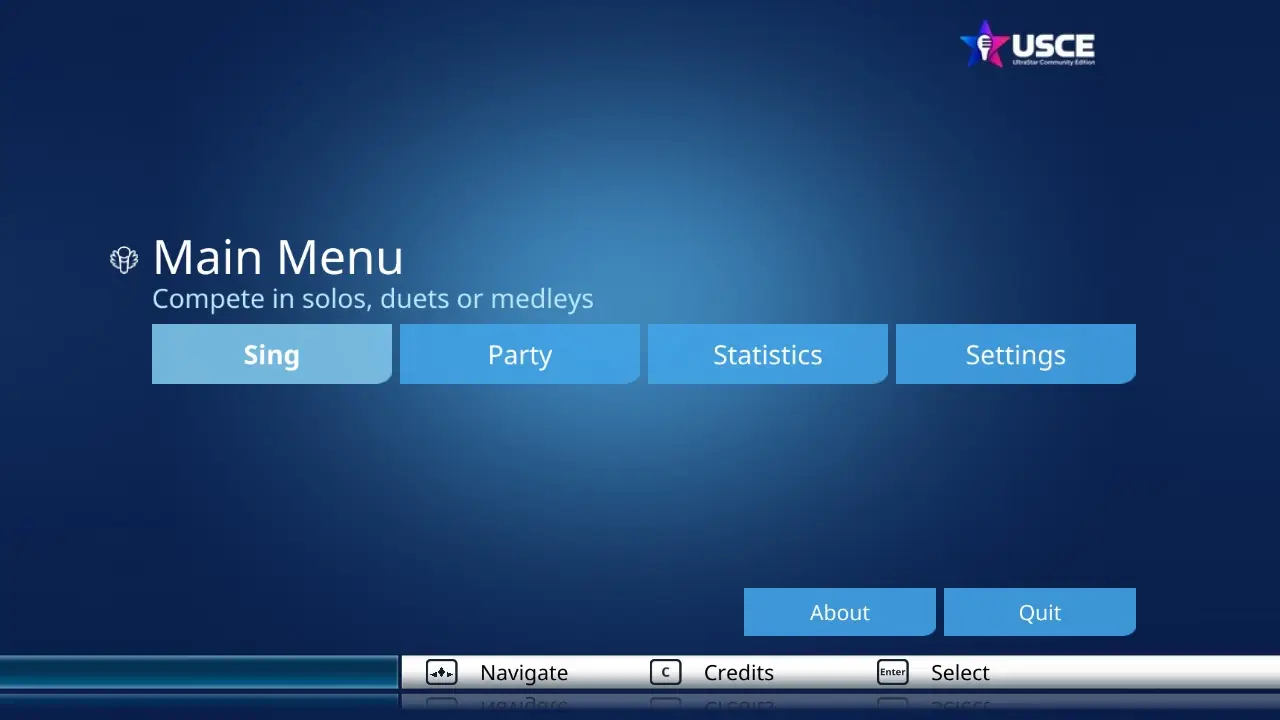 USCE
UltraStar Community Edition
Main Menu
Compete in solos, duets or medleys
Sing Party Statistics Settings
About Quit
Navigate C Credits Enter Select